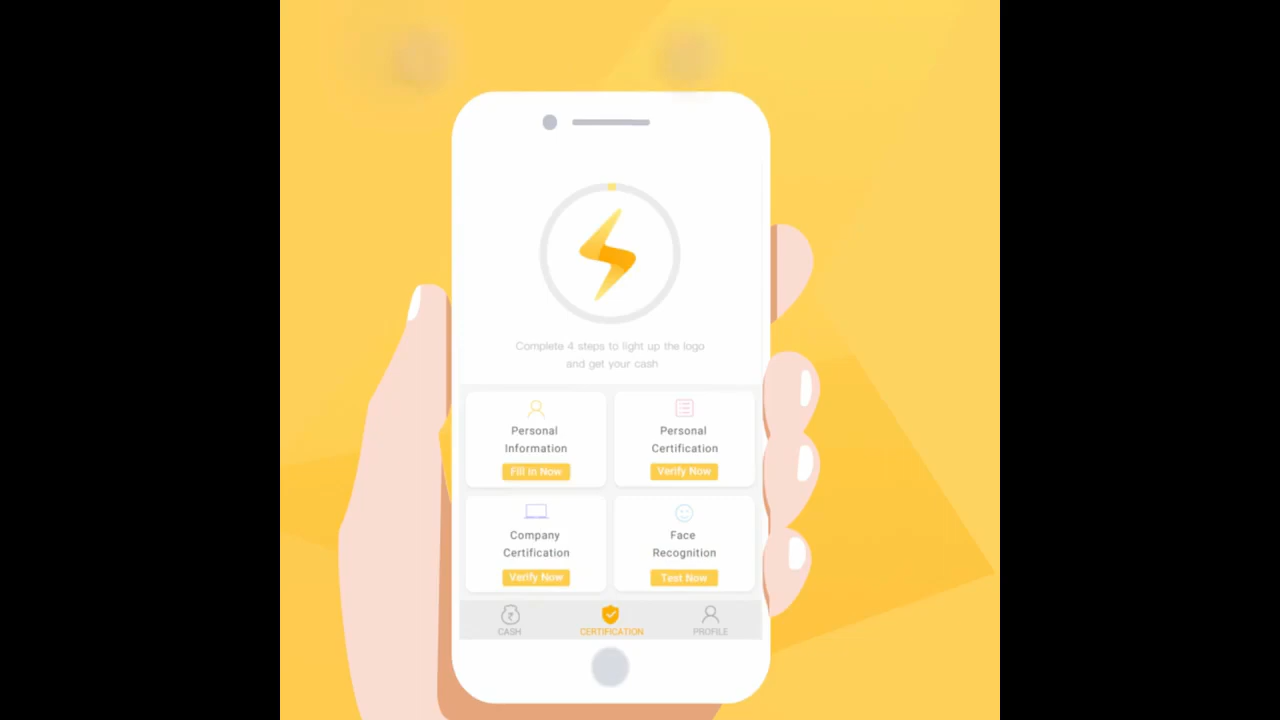 Complete 4 steps to light up the logo
and get your cash
Personal
Information
Fill In Now
Personal
Certification
Verify Now
Company
Certification
Verify Now
Face
Recognition
Test Now
CASH
CERTIFICATION
PROFILE